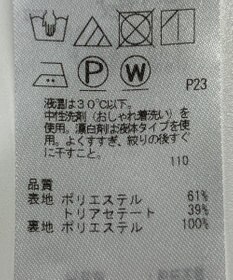 P W P23
液温は30℃以下。
中性洗剤(おしゃれ着洗い)を
使用。漂白剤は液体タイプを使
用。よくすすぎ、絞りの後すぐ
に干すこと。
110
品質
表地 ポリエステル 61%
トリアセテート 39%
裏地 ポリエステル 100%